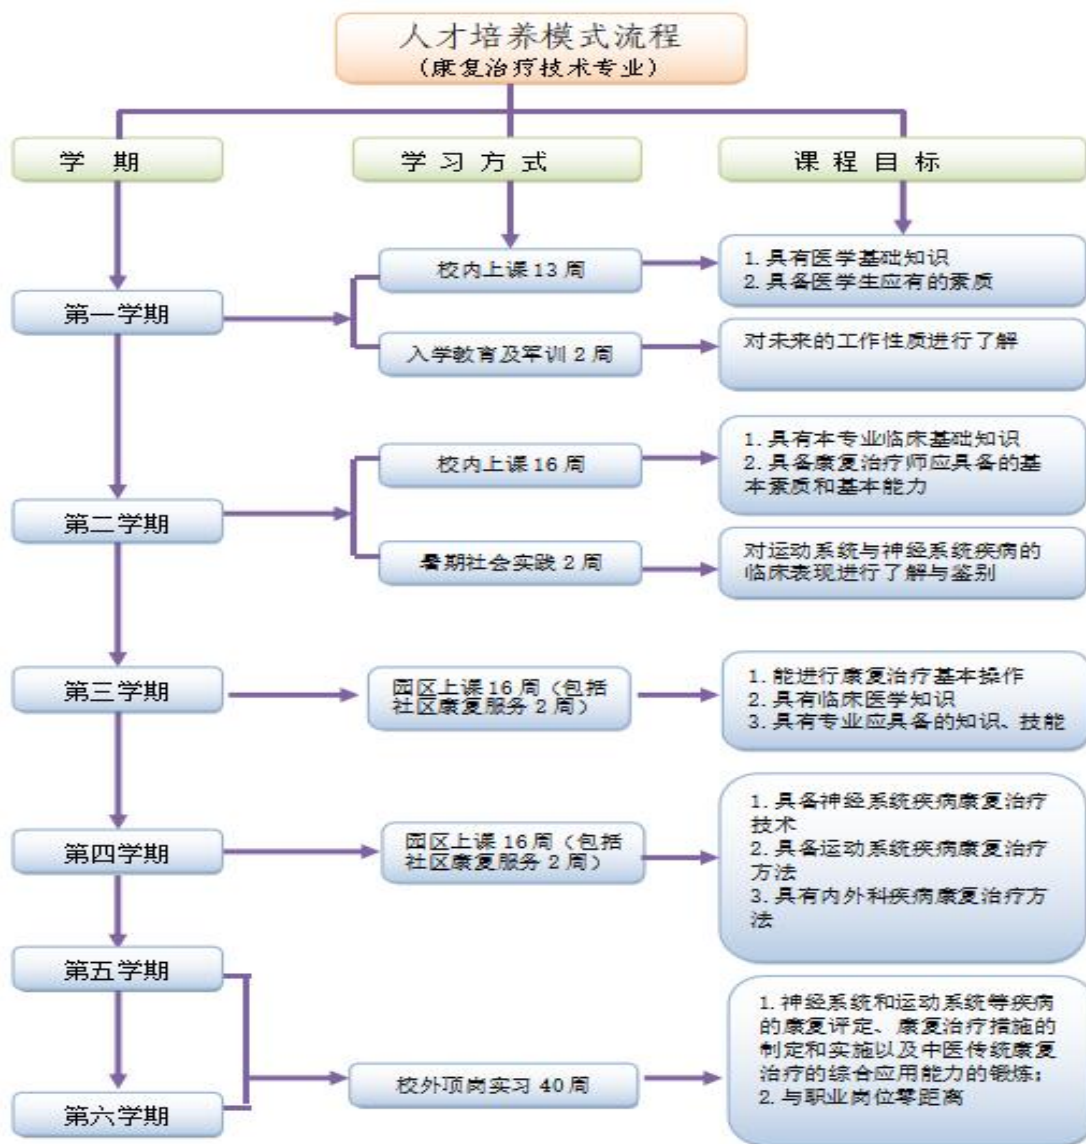 人才培养模式流程
(康复治疗技术专业)
学 期
学 习 方 式
课 程 目 标
第一学期
校内上课 13 周
1. 具有医学基础知识
2. 具备医学生应有的素质
入学教育及军训 2 周
对未来的工作性质进行了解
第二学期
校内上课 16 周
1. 具有本专业临床基础知识
2. 具备康复治疗师应具备的基
本素质和基本能力
暑期社会实践 2 周
对运动系统与神经系统疾病的
临床表现进行了解与鉴别
第三学期
园区上课 16 周（包括
社区康复服务 2 周）
1. 能进行康复治疗基本操作
2. 具有临床医学知识
3. 具有专业应具备的知识、技能
第四学期
园区上课 16 周（包括
社区康复服务 2 周）
1. 具备神经系统疾病康复治疗
技术
2. 具备运动系统疾病康复治疗
方法
3. 具有内外科疾病康复治疗方
法
第五学期
第六学期
校外顶岗实习 40 周
1. 神经系统和运动系统等疾病
的康复评定、康复治疗措施的
制定和实施以及中医传统康复
治疗的综合应用能力的锻炼；
2. 与职业岗位零距离